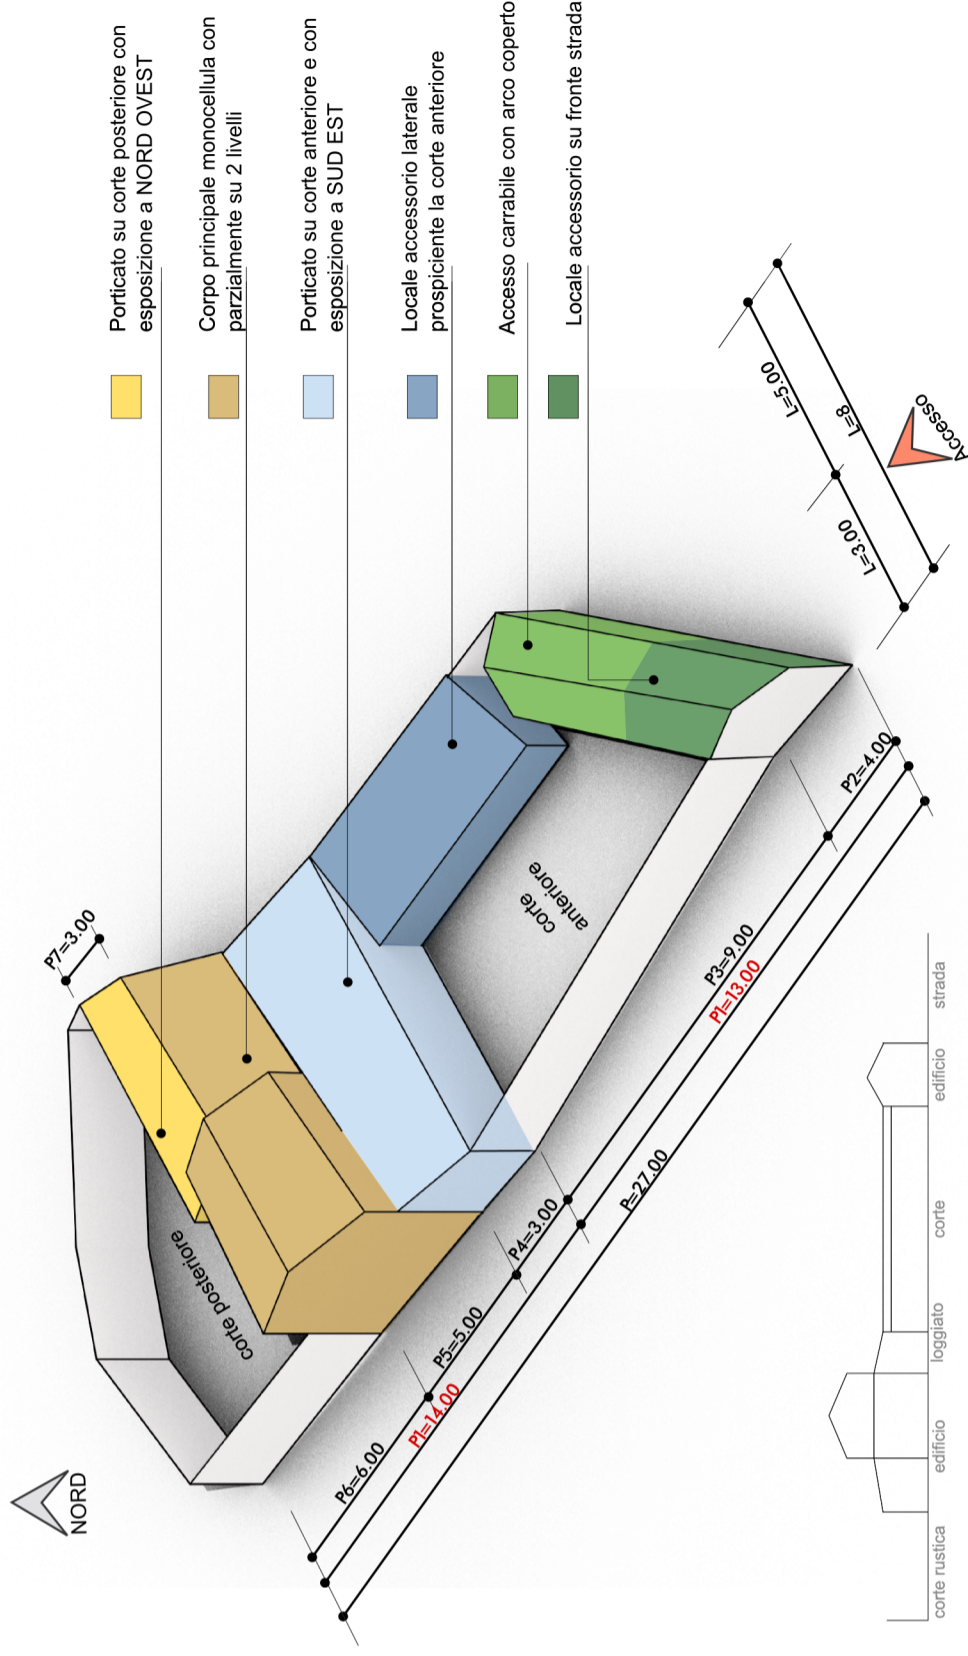 Porticato su corte posteriore con
esposizione a NORD OVEST
Corpo principale monocellula con
parzialmente su 2 livelli
Porticato su corte anteriore e con
esposizione a SUD EST
Locale accessorio laterale
prospiciente la corte anteriore
Accesso carrabile con arco coperto
Locale accessorio su fronte strada
NORD
P7=3.00
corte posteriore
corte
anteriore
L=5.00
L=3.00
L=8
Accesso
P6=6.00
P5=5.00
P4=3.00
P3=9.00
P2=4.00
P1=14.00
P1=13.00
P=27.00
corte rustica
edificio
loggiato
corte
edificio
strada